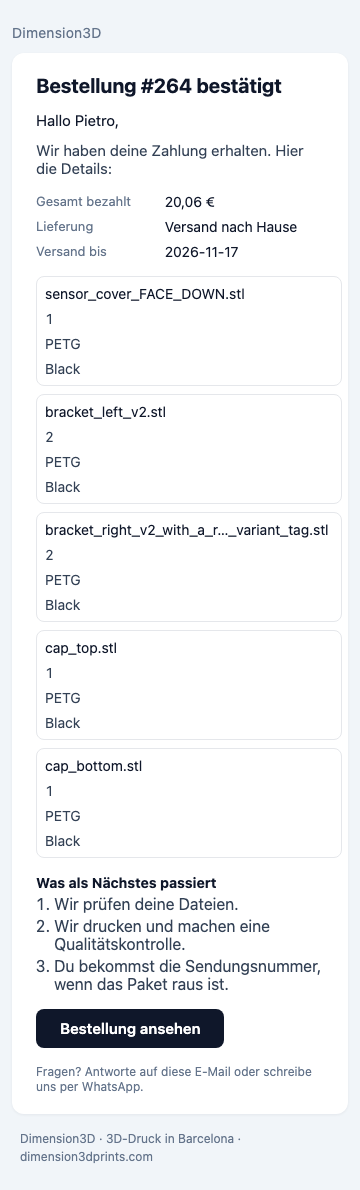 Dimension3D
Bestellung #264 bestätigt
Hallo Pietro,
Wir haben deine Zahlung erhalten. Hier
die Details:
Gesamt bezahlt 20,06 €
Lieferung Versand nach Hause
Versand bis 2026-11-17
sensor_cover_FACE_DOWN.stl
1
PETG
Black
bracket_left_v2.stl
2
PETG
Black
bracket_right_v2_with_a_r…_variant_tag.stl
2
PETG
Black
cap_top.stl
1
PETG
Black
cap_bottom.stl
1
PETG
Black
Was als Nächstes passiert
1. Wir prüfen deine Dateien.
2. Wir drucken und machen eine
Qualitätskontrolle.
3. Du bekommst die Sendungsnummer,
wenn das Paket raus ist.
Bestellung ansehen
Fragen? Antworte auf diese E-Mail oder schreibe
uns per WhatsApp.
Dimension3D · 3D-Druck in Barcelona ·
dimension3dprints.com